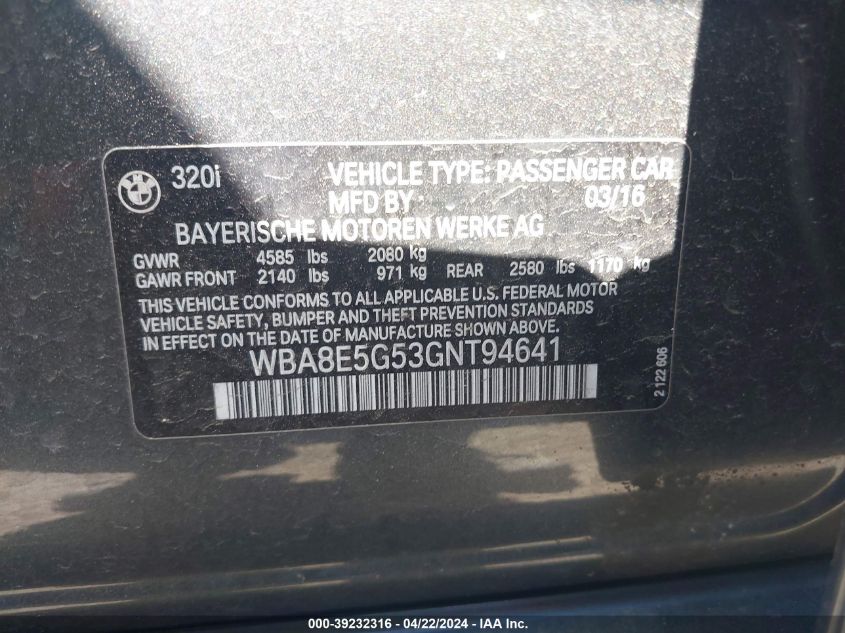 320i VEHICLE TYPE: PASSENGER CAR
MFD BY 03/16
BAYERISCHE MOTOREN WERKE AG
GVWR 4585 lbs 2080 kg
GAWR FRONT 2140 lbs 971 kg REAR 2580 lbs 1170 kg
THIS VEHICLE CONFORMS TO ALL APPLICABLE U.S. FEDERAL MOTOR
VEHICLE SAFETY, BUMPER AND THEFT PREVENTION STANDARDS
IN EFFECT ON THE DATE OF MANUFACTURE SHOWN ABOVE.
WBA8E5G53GNT94641
2 122 606
000-39232316 - 04/22/2024 - IAA Inc.